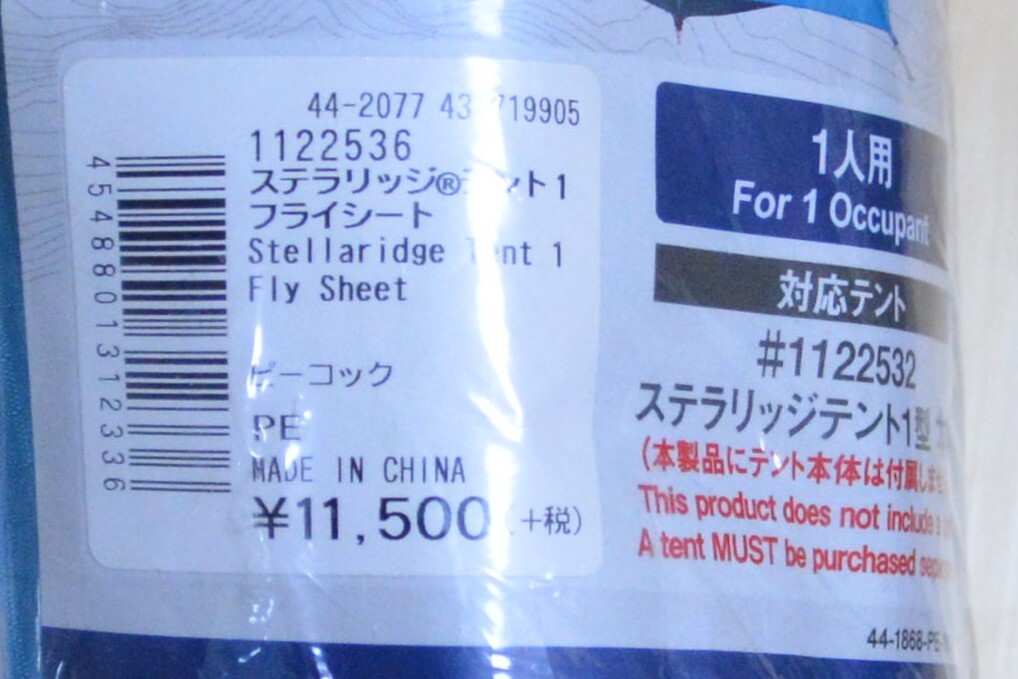 44-2077 43 719905
1122536
ステラリッジ® ント1
フライシート
Stellaridge Tent 1
Fly Sheet
ピーコック
PE
MADE IN CHINA
¥11,500(+税)
4548801312336
1人用
For 1 Occupant
対応テント
#1122532
ステラリッジテント1型
(本製品にテント本体は付属しませ
This product does not include
A tent MUST be purchased
44-1868-PE